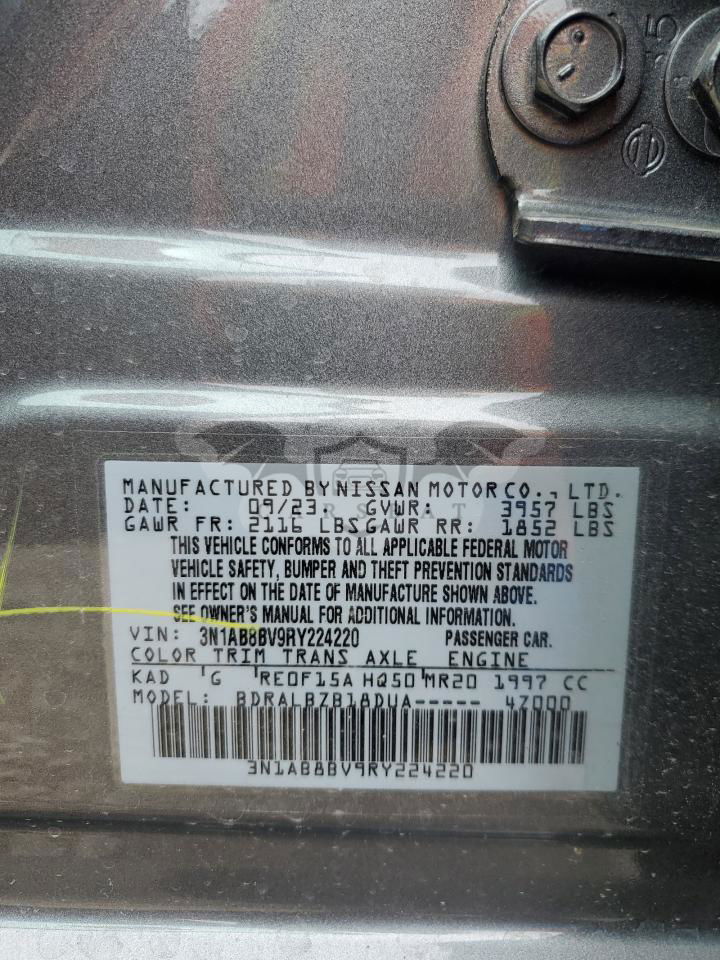 15
MANUFACTURED BY NISSAN MOTOR CO., LTD.
DATE: 09/23. GVWR: 3957 LBS
GAWR FR: 2116 LBS GAWR RR: 1852 LBS
THIS VEHICLE CONFORMS TO ALL APPLICABLE FEDERAL MOTOR
VEHICLE SAFETY, BUMPER AND THEFT PREVENTION STANDARDS
IN EFFECT ON THE DATE OF MANUFACTURE SHOWN ABOVE.
SEE OWNER'S MANUAL FOR ADDITIONAL INFORMATION.
VIN: 3N1AB8BV9RY224220 PASSENGER CAR.
COLOR TRIM TRANS AXLE ENGINE
KAD G RE0F15A HQ50 MR20 1997 CC
MODEL: BDRALBZB18DUA----- 4Z000
3N1AB8BV9RY224220